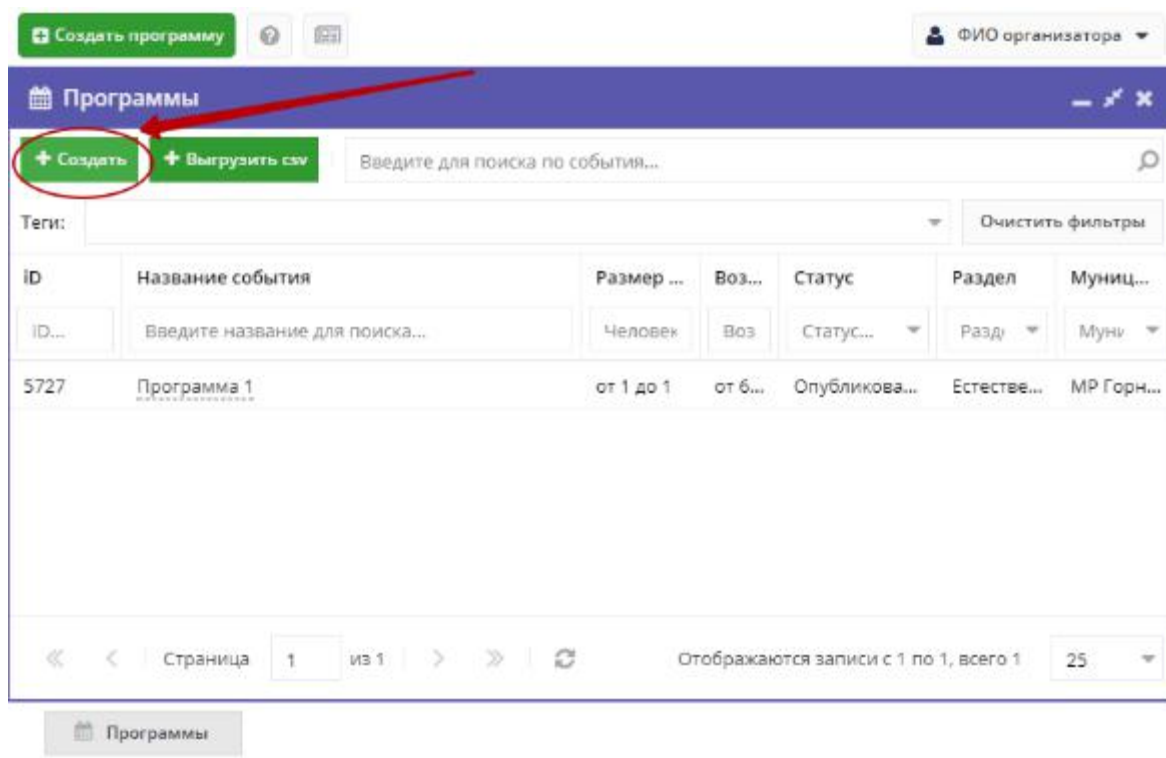 Создать программу
ФИО организатора
Программы
+ Создать + Выгрузить csv Введите для поиска по события...
Теги: Очистить фильтры
iD Название события Размер ... Воз... Статус Раздел Муниц...
iD... Введите название для поиска... Человек Воз Статус... Разд Муни
5727 Программа 1 от 1 до 1 от 6... Опубликова... Естестве... МР Горн...
Страница 1 из 1 Отображаются записи с 1 по 1, всего 1 25
Программы